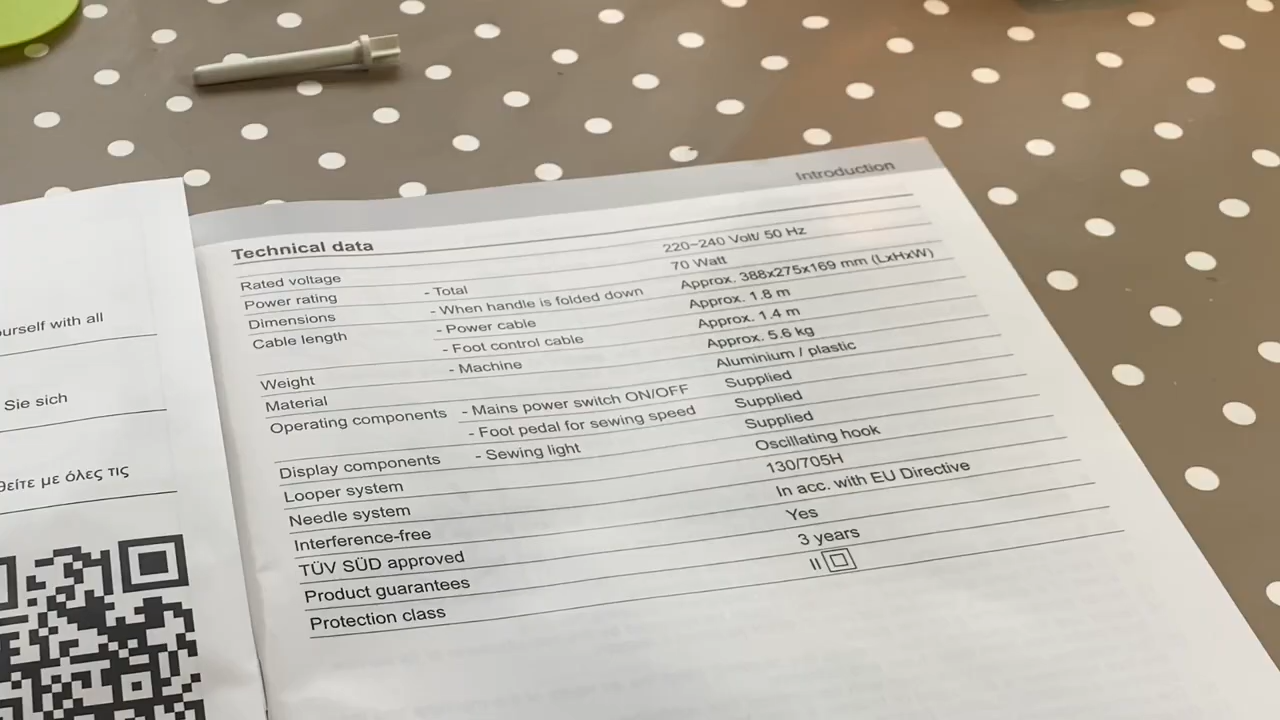 Introduction
Technical data
Rated voltage 220–240 Volt/ 50 Hz
Power rating - Total 70 Watt
Dimensions - When handle is folded down Approx. 388x275x169 mm (LxHxW)
Cable length - Power cable Approx. 1.8 m
- Foot control cable Approx. 1.4 m
Weight - Machine Approx. 5.6 kg
Material Aluminium / plastic
Operating components - Mains power switch ON/OFF Supplied
- Foot pedal for sewing speed Supplied
Display components - Sewing light Supplied
Looper system Oscillating hook
Needle system 130/705H
Interference-free In acc. with EU Directive
TÜV SÜD approved Yes
Product guarantees 3 years
Protection class II
ourself with all
Sie sich
θείτε με όλες τις